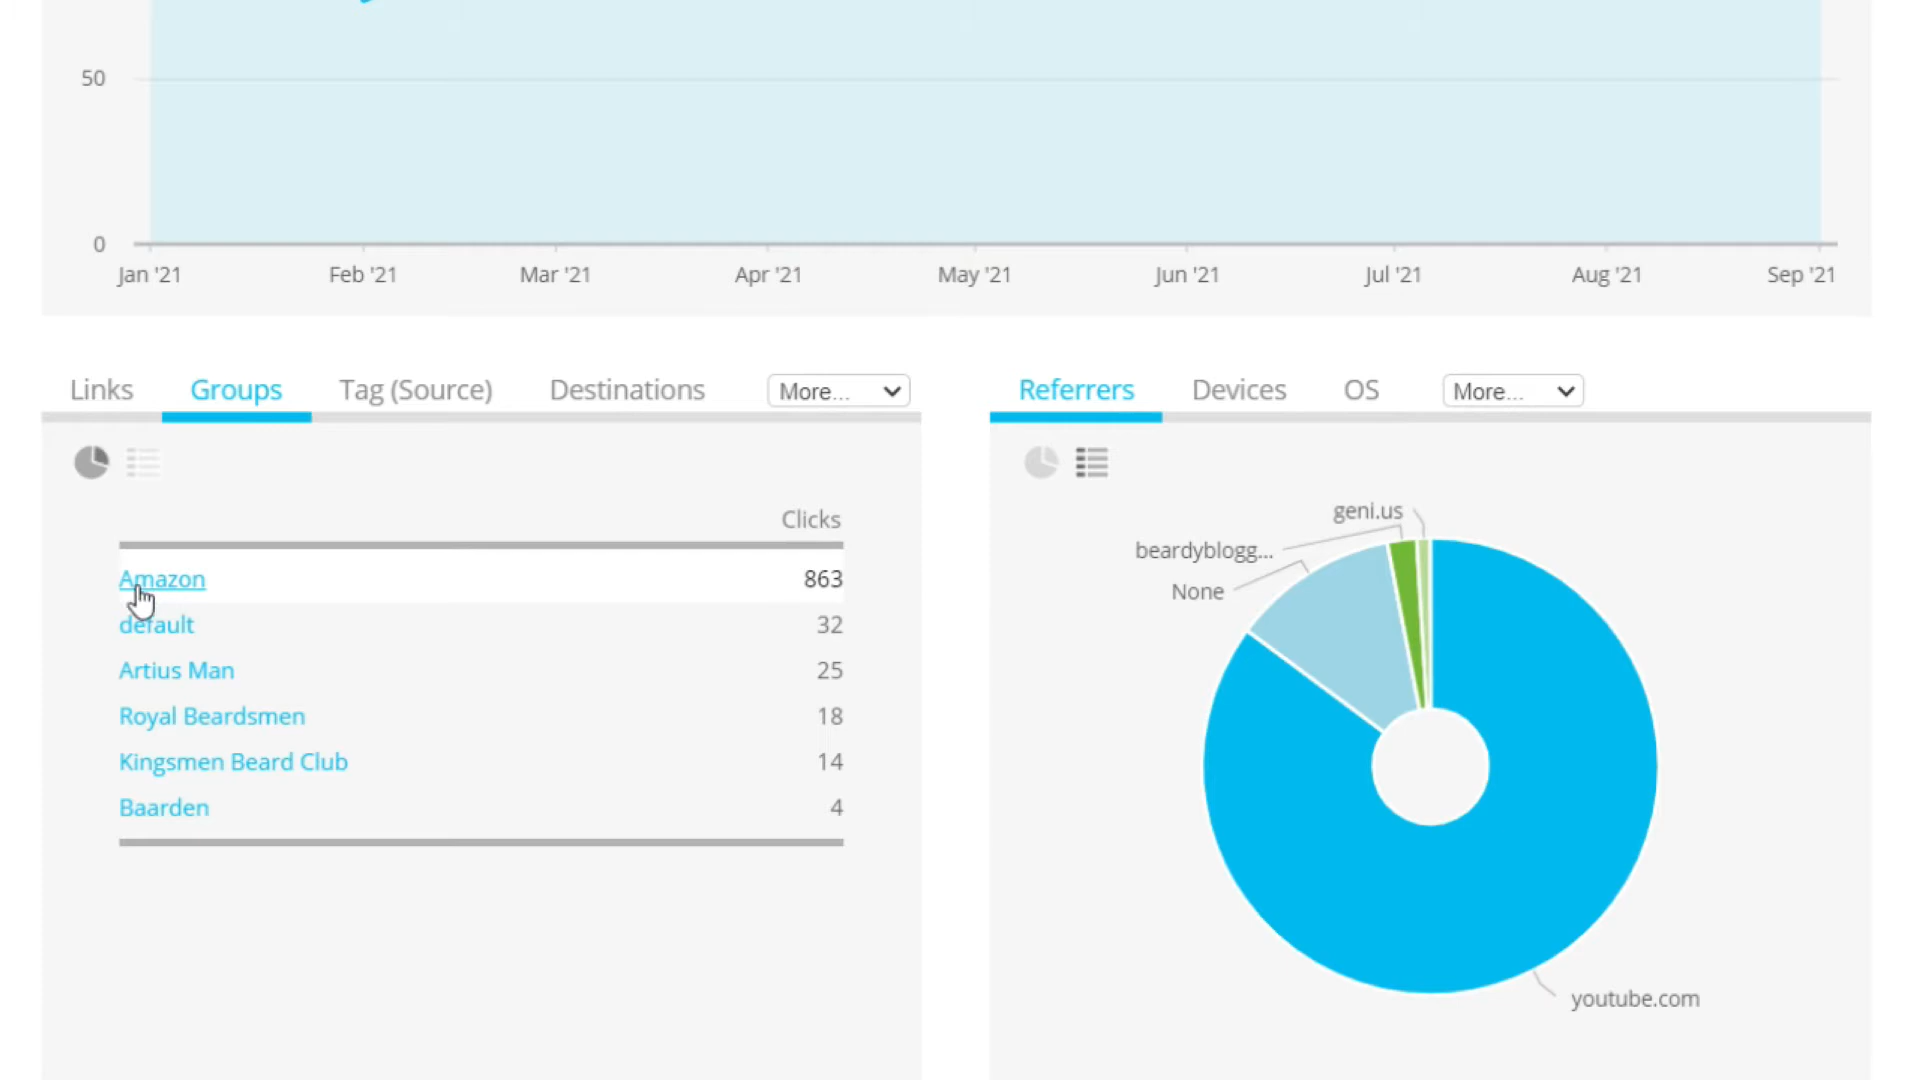 50
0
Jan '21 Feb '21 Mar '21 Apr '21 May '21 Jun '21 Jul '21 Aug '21 Sep '21
Links Groups Tag (Source) Destinations More...
Clicks
Amazon 863
default 32
Artius Man 25
Royal Beardsmen 18
Kingsmen Beard Club 14
Baarden 4
Referrers Devices OS More...
geni.us
beardyblogg...
None
youtube.com